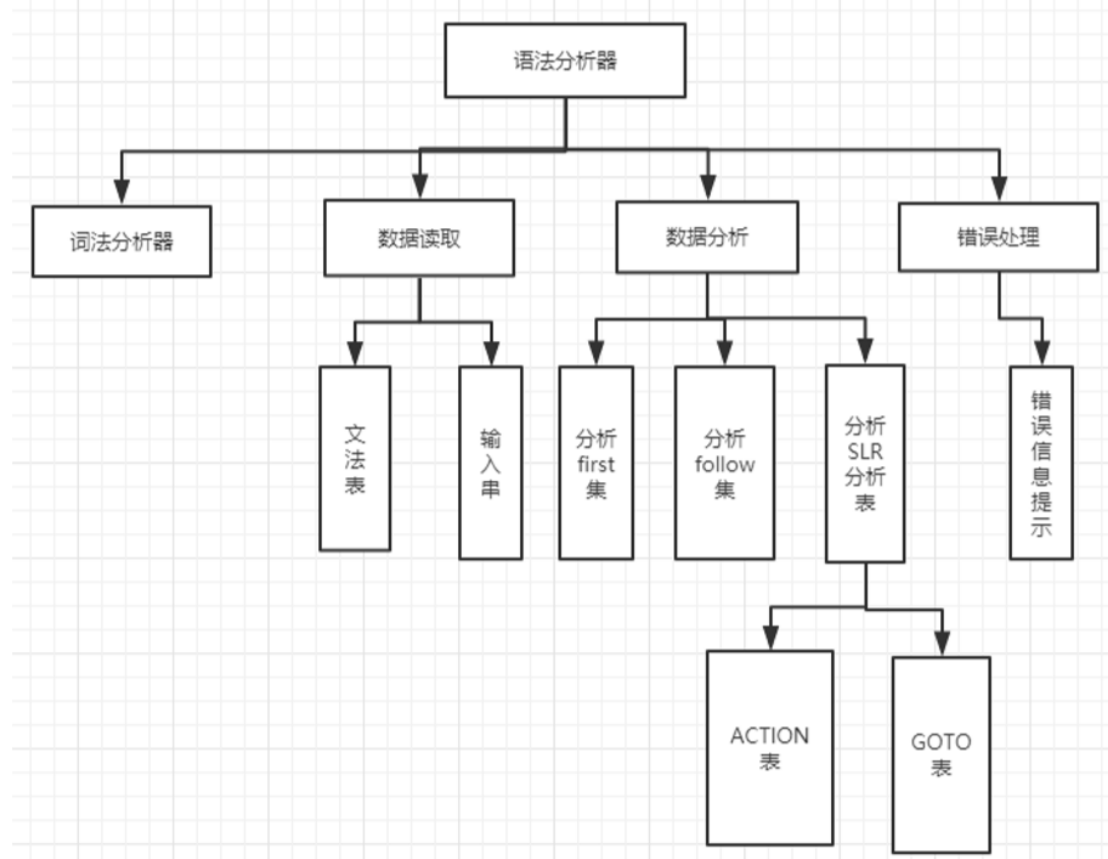 语法分析器
词法分析器
数据读取
数据分析
错误处理
文
法
表
输
入
串
分析
first
集
分析
follow
集
分析
SLR
分析
表
错
误
信
息
提
示
ACTION
表
GOTO
表